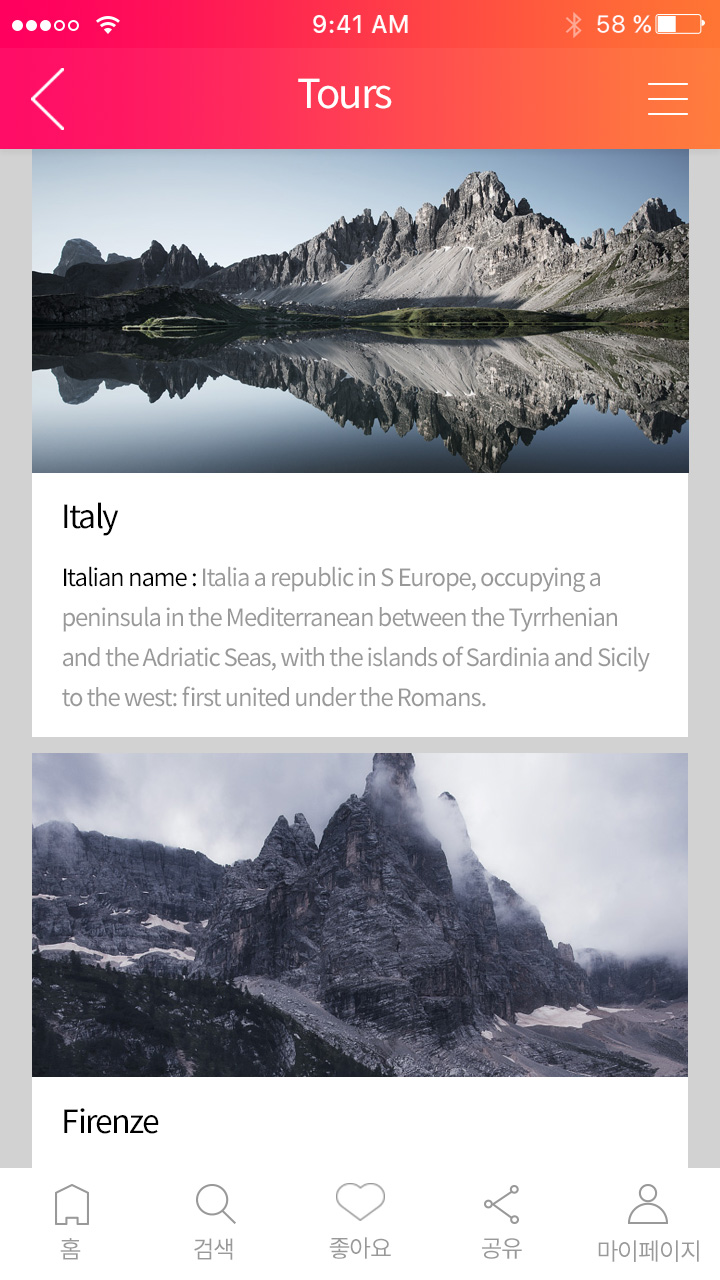 9:41 AM 58 %
Tours
Italy
Italian name : Italia a republic in S Europe, occupying a
peninsula in the Mediterranean between the Tyrrhenian
and the Adriatic Seas, with the islands of Sardinia and Sicily
to the west: first united under the Romans.
Firenze
홈 검색 좋아요 공유 마이페이지